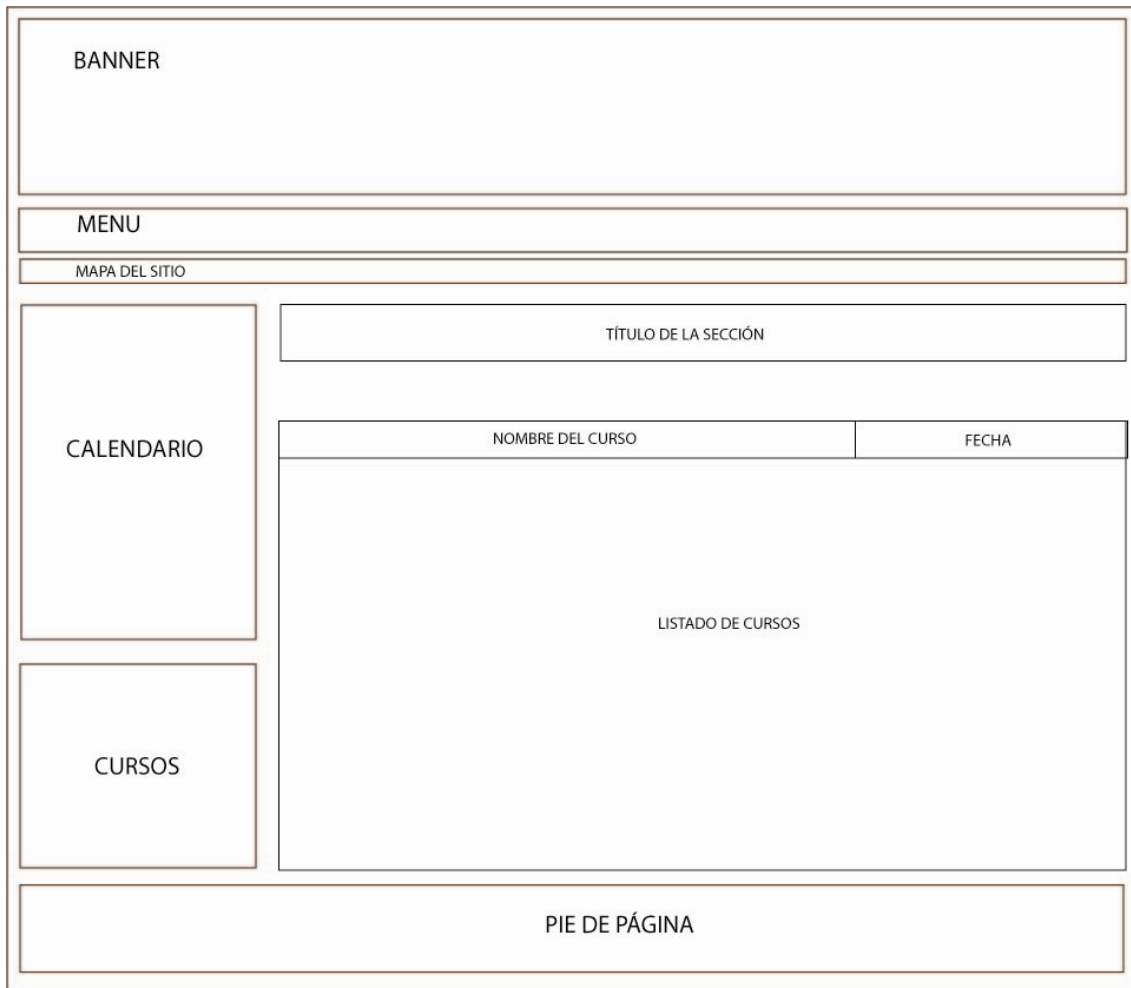 BANNER
MENU
MAPA DEL SITIO
CALENDARIO
CURSOS
TÍTULO DE LA SECCIÓN
NOMBRE DEL CURSO
FECHA
LISTADO DE CURSOS
PIE DE PÁGINA